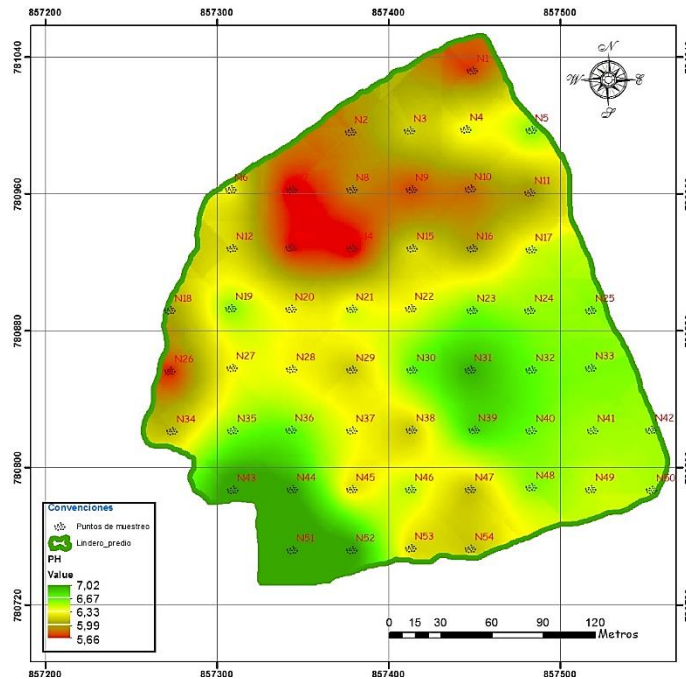 857200 857300 857400 857500
781040
780960
780880
780800
780720
N
W E
S
N1
N2 N3 N4 N5
N6 N8 N9 N10 N11
N12 N15 N16 N17
N18 N19 N20 N21 N22 N23 N24 N25
N26 N27 N28 N29 N30 N31 N32 N33
N34 N35 N36 N37 N38 N39 N40 N41 N42
N43 N44 N45 N46 N47 N48 N49 N50
N51 N52 N53 N54
Convenciones
Puntos de muestreo
Lindero_predio
PH
Value
7,02
6,67
6,33
5,99
5,66
0 15 30 60 90 120
Metros
857200 857300 857400 857500